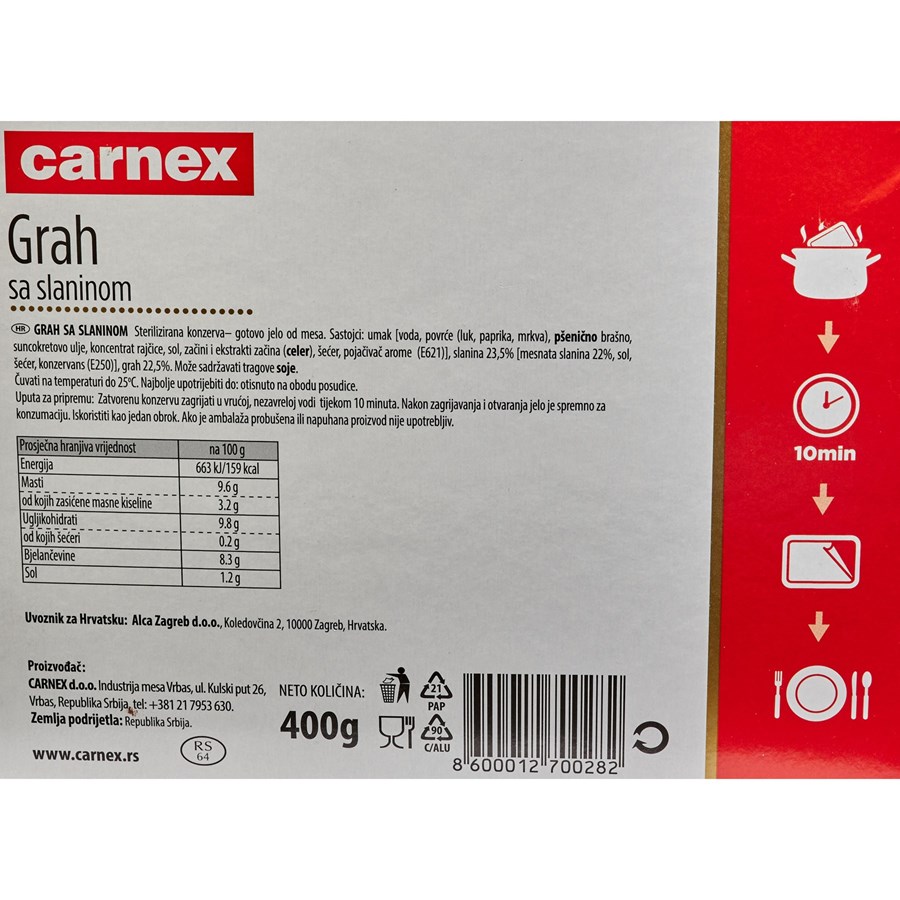 carnex
Grah
sa slaninom
HR GRAH SA SLANINOM Sterilizirana konzerva– gotovo jelo od mesa. Sastojci: umak [voda, povrće (luk, paprika, mrkva), pšenično brašno,
suncokretovo ulje, koncentrat rajčice, sol, začini i ekstrakti začina (celer), šećer, pojačivač arome (E621)], slanina 23,5% [mesnata slanina 22%, sol,
šećer, konzervans (E250)], grah 22,5%. Može sadržavati tragove soje.
Čuvati na temperaturi do 25°C. Najbolje upotrijebiti do: otisnuto na obodu posudice.
Uputa za pripremu: Zatvorenu konzervu zagrijati u vrućoj, nezavreloj vodi tijekom 10 minuta. Nakon zagrijavanja i otvaranja jelo je spremno za
konzumaciju. Iskoristiti kao jedan obrok. Ako je ambalaža probušena ili napuhana proizvod nije upotrebljiv.
Prosječna hranjiva vrijednost na 100 g
Energija 663 kJ/159 kcal
Masti 9.6 g
od kojih zasićene masne kiseline 3.2 g
Ugljikohidrati 9.8 g
od kojih šećeri 0.2 g
Bjelančevine 8.3 g
Sol 1.2 g
Uvoznik za Hrvatsku: Alca Zagreb d.o.o., Koledovčina 2, 10000 Zagreb, Hrvatska.
Proizvođač:
CARNEX d.o.o. Industrija mesa Vrbas, ul. Kulski put 26,
Vrbas, Republika Srbija, tel: +381 21 7953 630.
Zemlja podrijetla: Republika Srbija.
www.carnex.rs
RS
64
NETO KOLIČINA:
400g
21
PAP
90
C/ALU
8 600012 700282
10min